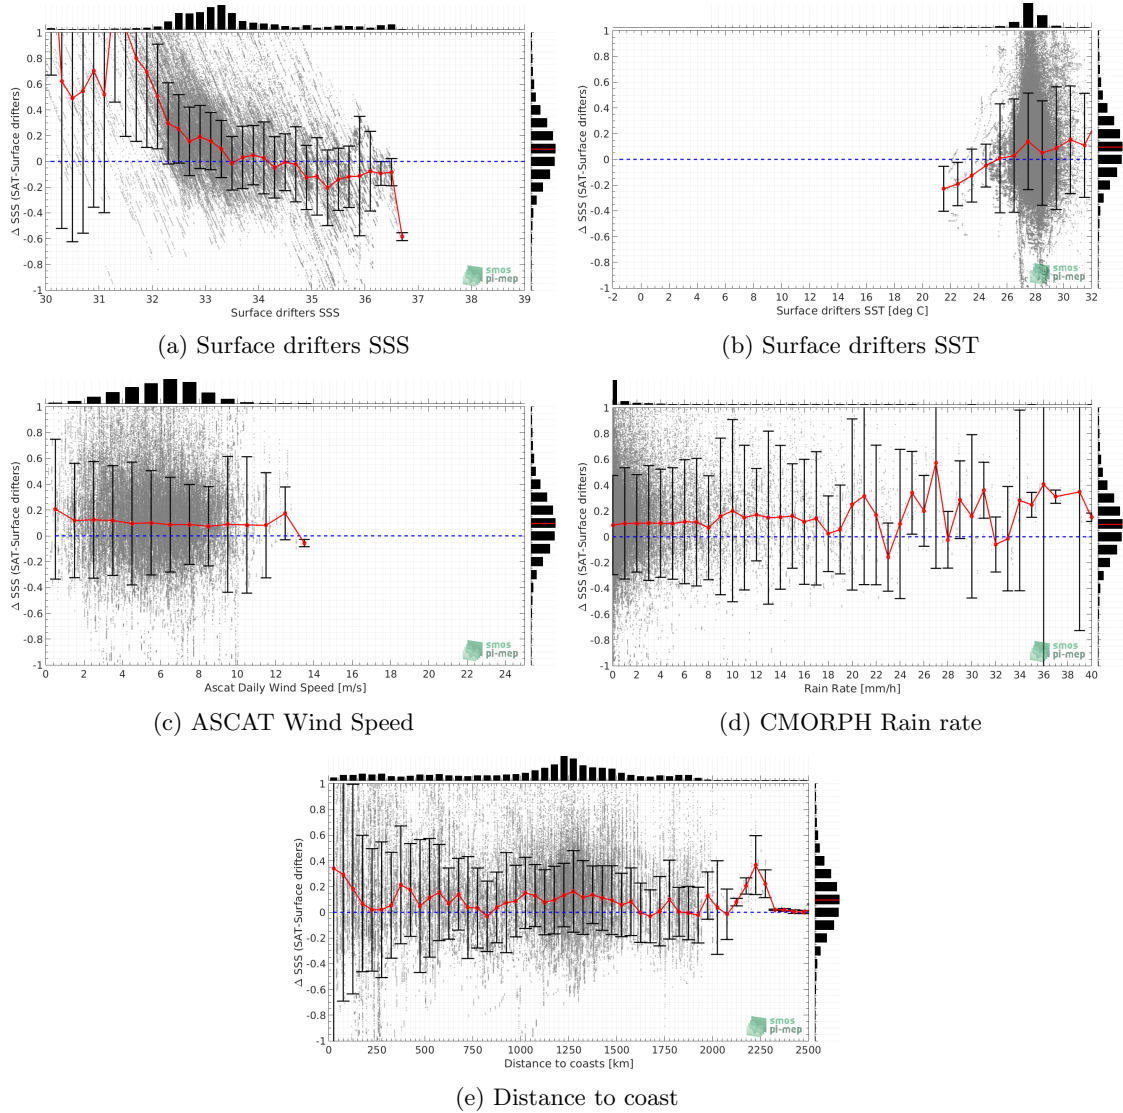 1
0.8
0.6
0.4
0.2
0
-0.2
-0.4
-0.6
-0.8
-1
Δ SSS (SAT-Surface drifters)
30 31 32 33 34 35 36 37 38 39
Surface drifters SSS
smos
pi-mep
(a) Surface drifters SSS
1
0.8
0.6
0.4
0.2
0
-0.2
-0.4
-0.6
-0.8
-1
Δ SSS (SAT-Surface drifters)
-2 0 2 4 6 8 10 12 14 16 18 20 22 24 26 28 30 32
Surface drifters SST [deg C]
smos
pi-mep
(b) Surface drifters SST
1
0.8
0.6
0.4
0.2
0
-0.2
-0.4
-0.6
-0.8
-1
Δ SSS (SAT-Surface drifters)
0 2 4 6 8 10 12 14 16 18 20 22 24
Ascat Daily Wind Speed [m/s]
smos
pi-mep
(c) ASCAT Wind Speed
1
0.8
0.6
0.4
0.2
0
-0.2
-0.4
-0.6
-0.8
-1
Δ SSS (SAT-Surface drifters)
0 2 4 6 8 10 12 14 16 18 20 22 24 26 28 30 32 34 36 38 40
Rain Rate [mm/h]
smos
pi-mep
(d) CMORPH Rain rate
1
0.8
0.6
0.4
0.2
0
-0.2
-0.4
-0.6
-0.8
-1
Δ SSS (SAT-Surface drifters)
0 250 500 750 1000 1250 1500 1750 2000 2250 2500
Distance to coasts [km]
smos
pi-mep
(e) Distance to coast